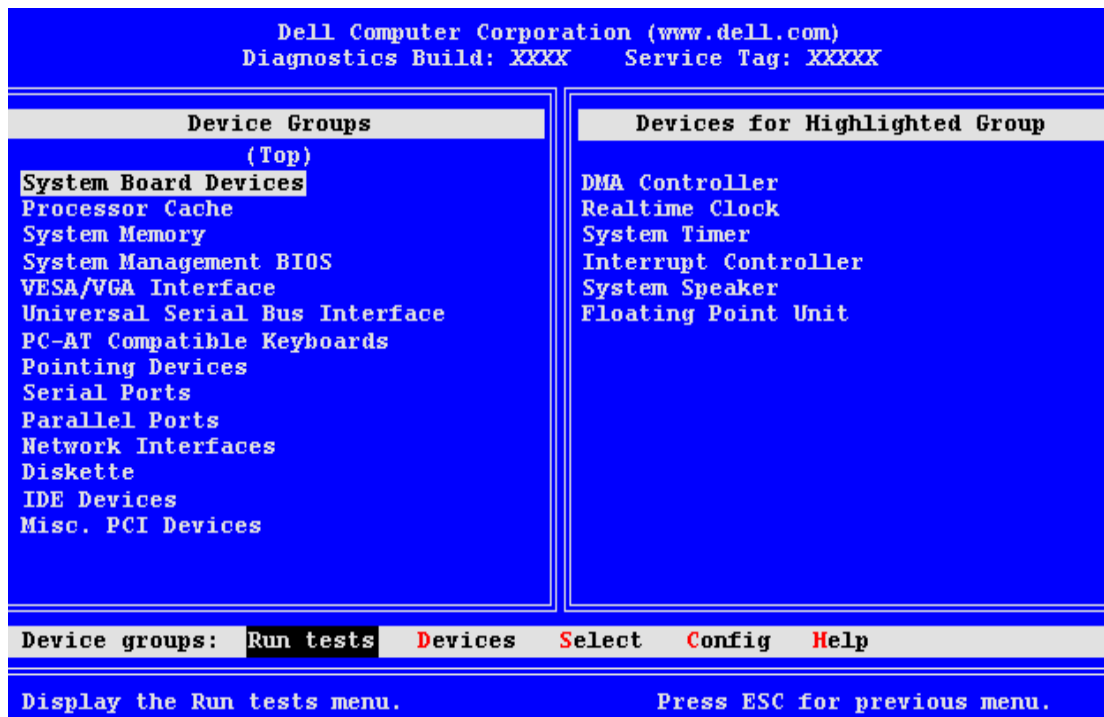 Dell Computer Corporation (www.dell.com)
Diagnostics Build: XXXX Service Tag: XXXXX
Device Groups
(Top)
System Board Devices
Processor Cache
System Memory
System Management BIOS
VESA/VGA Interface
Universal Serial Bus Interface
PC-AT Compatible Keyboards
Pointing Devices
Serial Ports
Parallel Ports
Network Interfaces
Diskette
IDE Devices
Misc. PCI Devices
Devices for Highlighted Group
DMA Controller
Realtime Clock
System Timer
Interrupt Controller
System Speaker
Floating Point Unit
Device groups: Run tests Devices Select Config Help
Display the Run tests menu. Press ESC for previous menu.